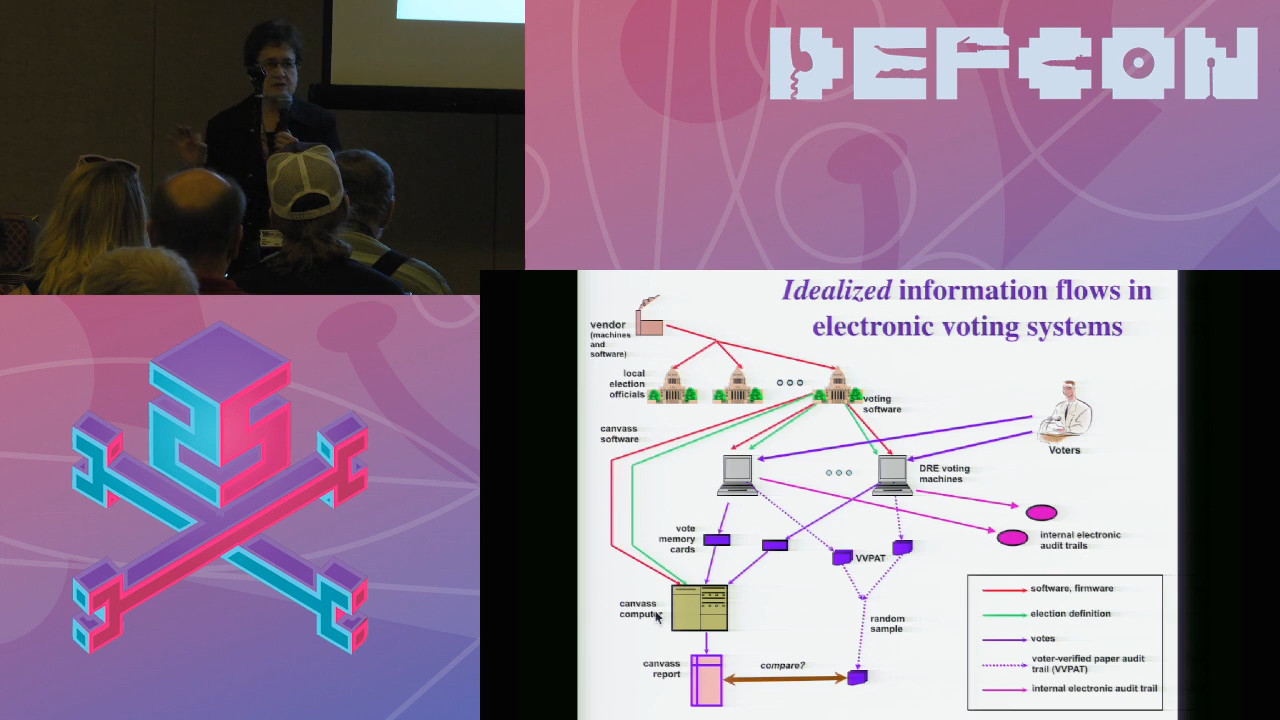 DEFCON
Idealized information flows in
electronic voting systems
vendor
(machines
and
software)
local
election
officials
voting
software
canvass
software
Voters
DRE voting
machines
vote
memory
cards
VVPAT
internal electronic
audit trails
canvass
computer
random
sample
canvass
report
compare?
software, firmware
election definition
votes
voter-verified paper audit
trail (VVPAT)
internal electronic audit trail